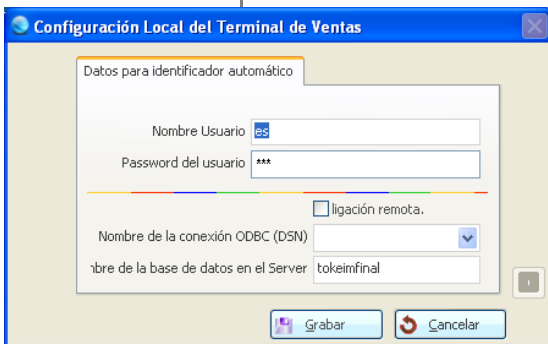 Configuración Local del Terminal de Ventas
Datos para identificador automático
Nombre Usuario es
Password del usuario ***
ligación remota.
Nombre de la conexión ODBC (DSN)
bre de la base de datos en el Server tokeimfinal
Grabar Cancelar